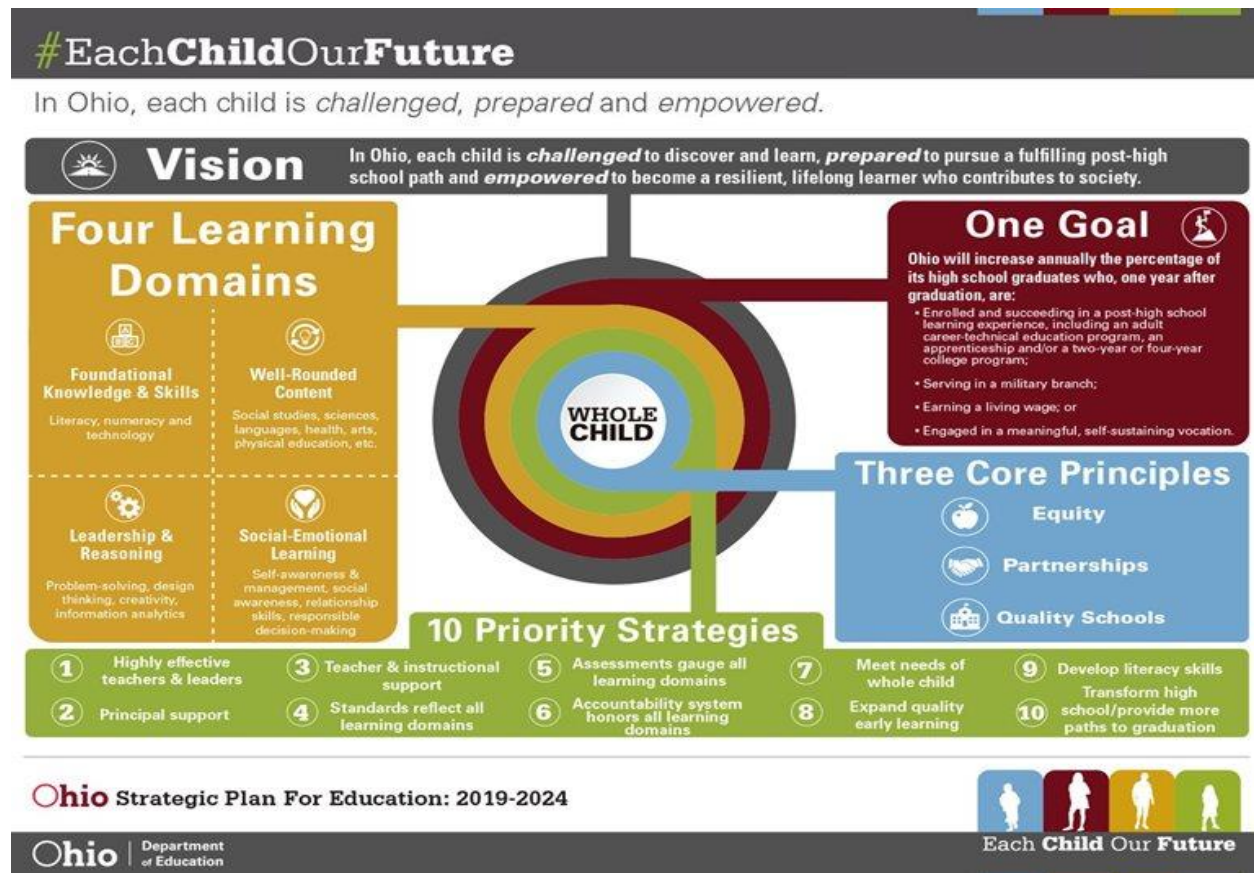 #EachChildOurFuture
In Ohio, each child is challenged, prepared and empowered.
Vision
In Ohio, each child is challenged to discover and learn, prepared to pursue a fulfilling post-high
school path and empowered to become a resilient, lifelong learner who contributes to society.
Four Learning
Domains
Foundational
Knowledge & Skills
Literacy, numeracy and
technology
Well-Rounded
Content
Social studies, sciences,
languages, health, arts,
physical education, etc.
Leadership &
Reasoning
Problem-solving, design
thinking, creativity,
information analytics
Social-Emotional
Learning
Self-awareness &
management, social
awareness, relationship
skills, responsible
decision-making
WHOLE
CHILD
One Goal
Ohio will increase annually the percentage of
its high school graduates who, one year after
graduation, are:
• Enrolled and succeeding in a post-high school
learning experience, including an adult
career-technical education program, an
apprenticeship and/or a two-year or four-year
college program;
• Serving in a military branch;
• Earning a living wage; or
• Engaged in a meaningful, self-sustaining vocation.
Three Core Principles
Equity
Partnerships
Quality Schools
10 Priority Strategies
1 Highly effective
teachers & leaders
2 Principal support
3 Teacher & instructional
support
4 Standards reflect all
learning domains
5 Assessments gauge all
learning domains
6 Accountability system
honors all learning
domains
7 Meet needs of
whole child
8 Expand quality
early learning
9 Develop literacy skills
10 Transform high
school/provide more
paths to graduation
Ohio Strategic Plan For Education: 2019-2024
Ohio | Department
of Education
Each Child Our Future